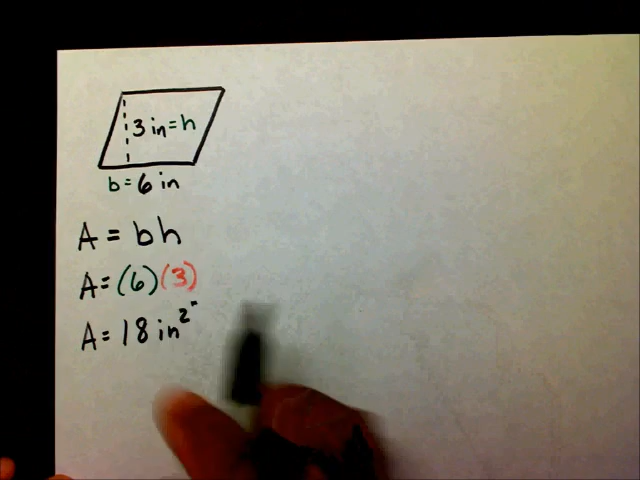 3 in = h
b = 6 in
A = bh
A = (6)(3)
A = 18 in²